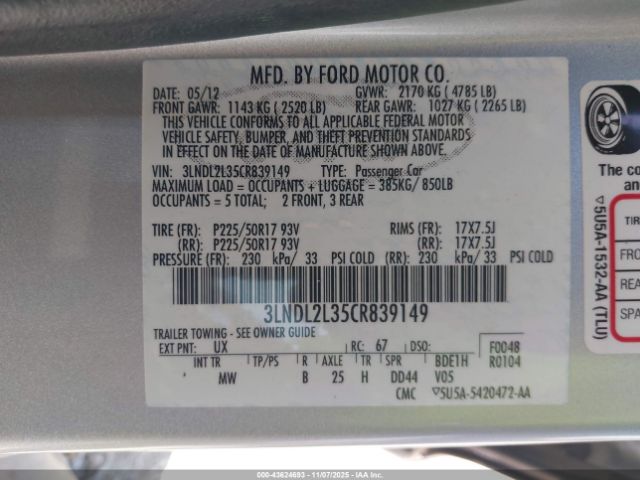 MFD. BY FORD MOTOR CO.
DATE: 05/12 GVWR: 2170 KG ( 4785 LB)
FRONT GAWR: 1143 KG ( 2520 LB) REAR GAWR: 1027 KG ( 2265 LB)
THIS VEHICLE CONFORMS TO ALL APPLICABLE FEDERAL MOTOR
VEHICLE SAFETY, BUMPER, AND THEFT PREVENTION STANDARDS
IN EFFECT ON THE DATE OF MANUFACTURE SHOWN ABOVE.
VIN: 3LNDL2L35CR839149 TYPE: Passenger Car
MAXIMUM LOAD = OCCUPANTS + LUGGAGE = 385KG/ 850LB
OCCUPANTS = 5 TOTAL; 2 FRONT, 3 REAR
TIRE (FR): P225/50R17 93V RIMS (FR): 17X7.5J
(RR): P225/50R17 93V (RR): 17X7.5J
PRESSURE (FR): 230 kPa/ 33 PSI COLD (RR): 230 kPa/ 33 PSI COLD
3LNDL2L35CR839149
TRAILER TOWING - SEE OWNER GUIDE
EXT PNT: UX RC: 67 DSO: F0048
INT TR TP/PS R AXLE TR SPR BDE1H R0104
MW B 25 H DD44 V05
CMC ▽5U5A-5420472-AA
The co
an
▽5U5A-1532-AA (TLU)
TIR
FRO
REA
SPA
000-43624693 - 11/07/2025 - IAAI.COM